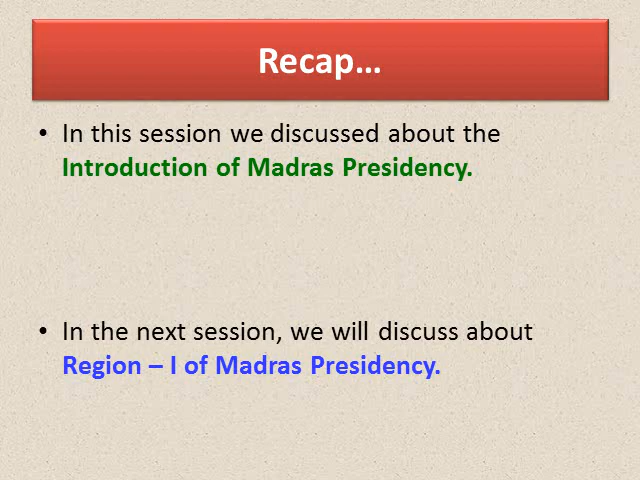 Recap…
• In this session we discussed about the
Introduction of Madras Presidency.
• In the next session, we will discuss about
Region – I of Madras Presidency.